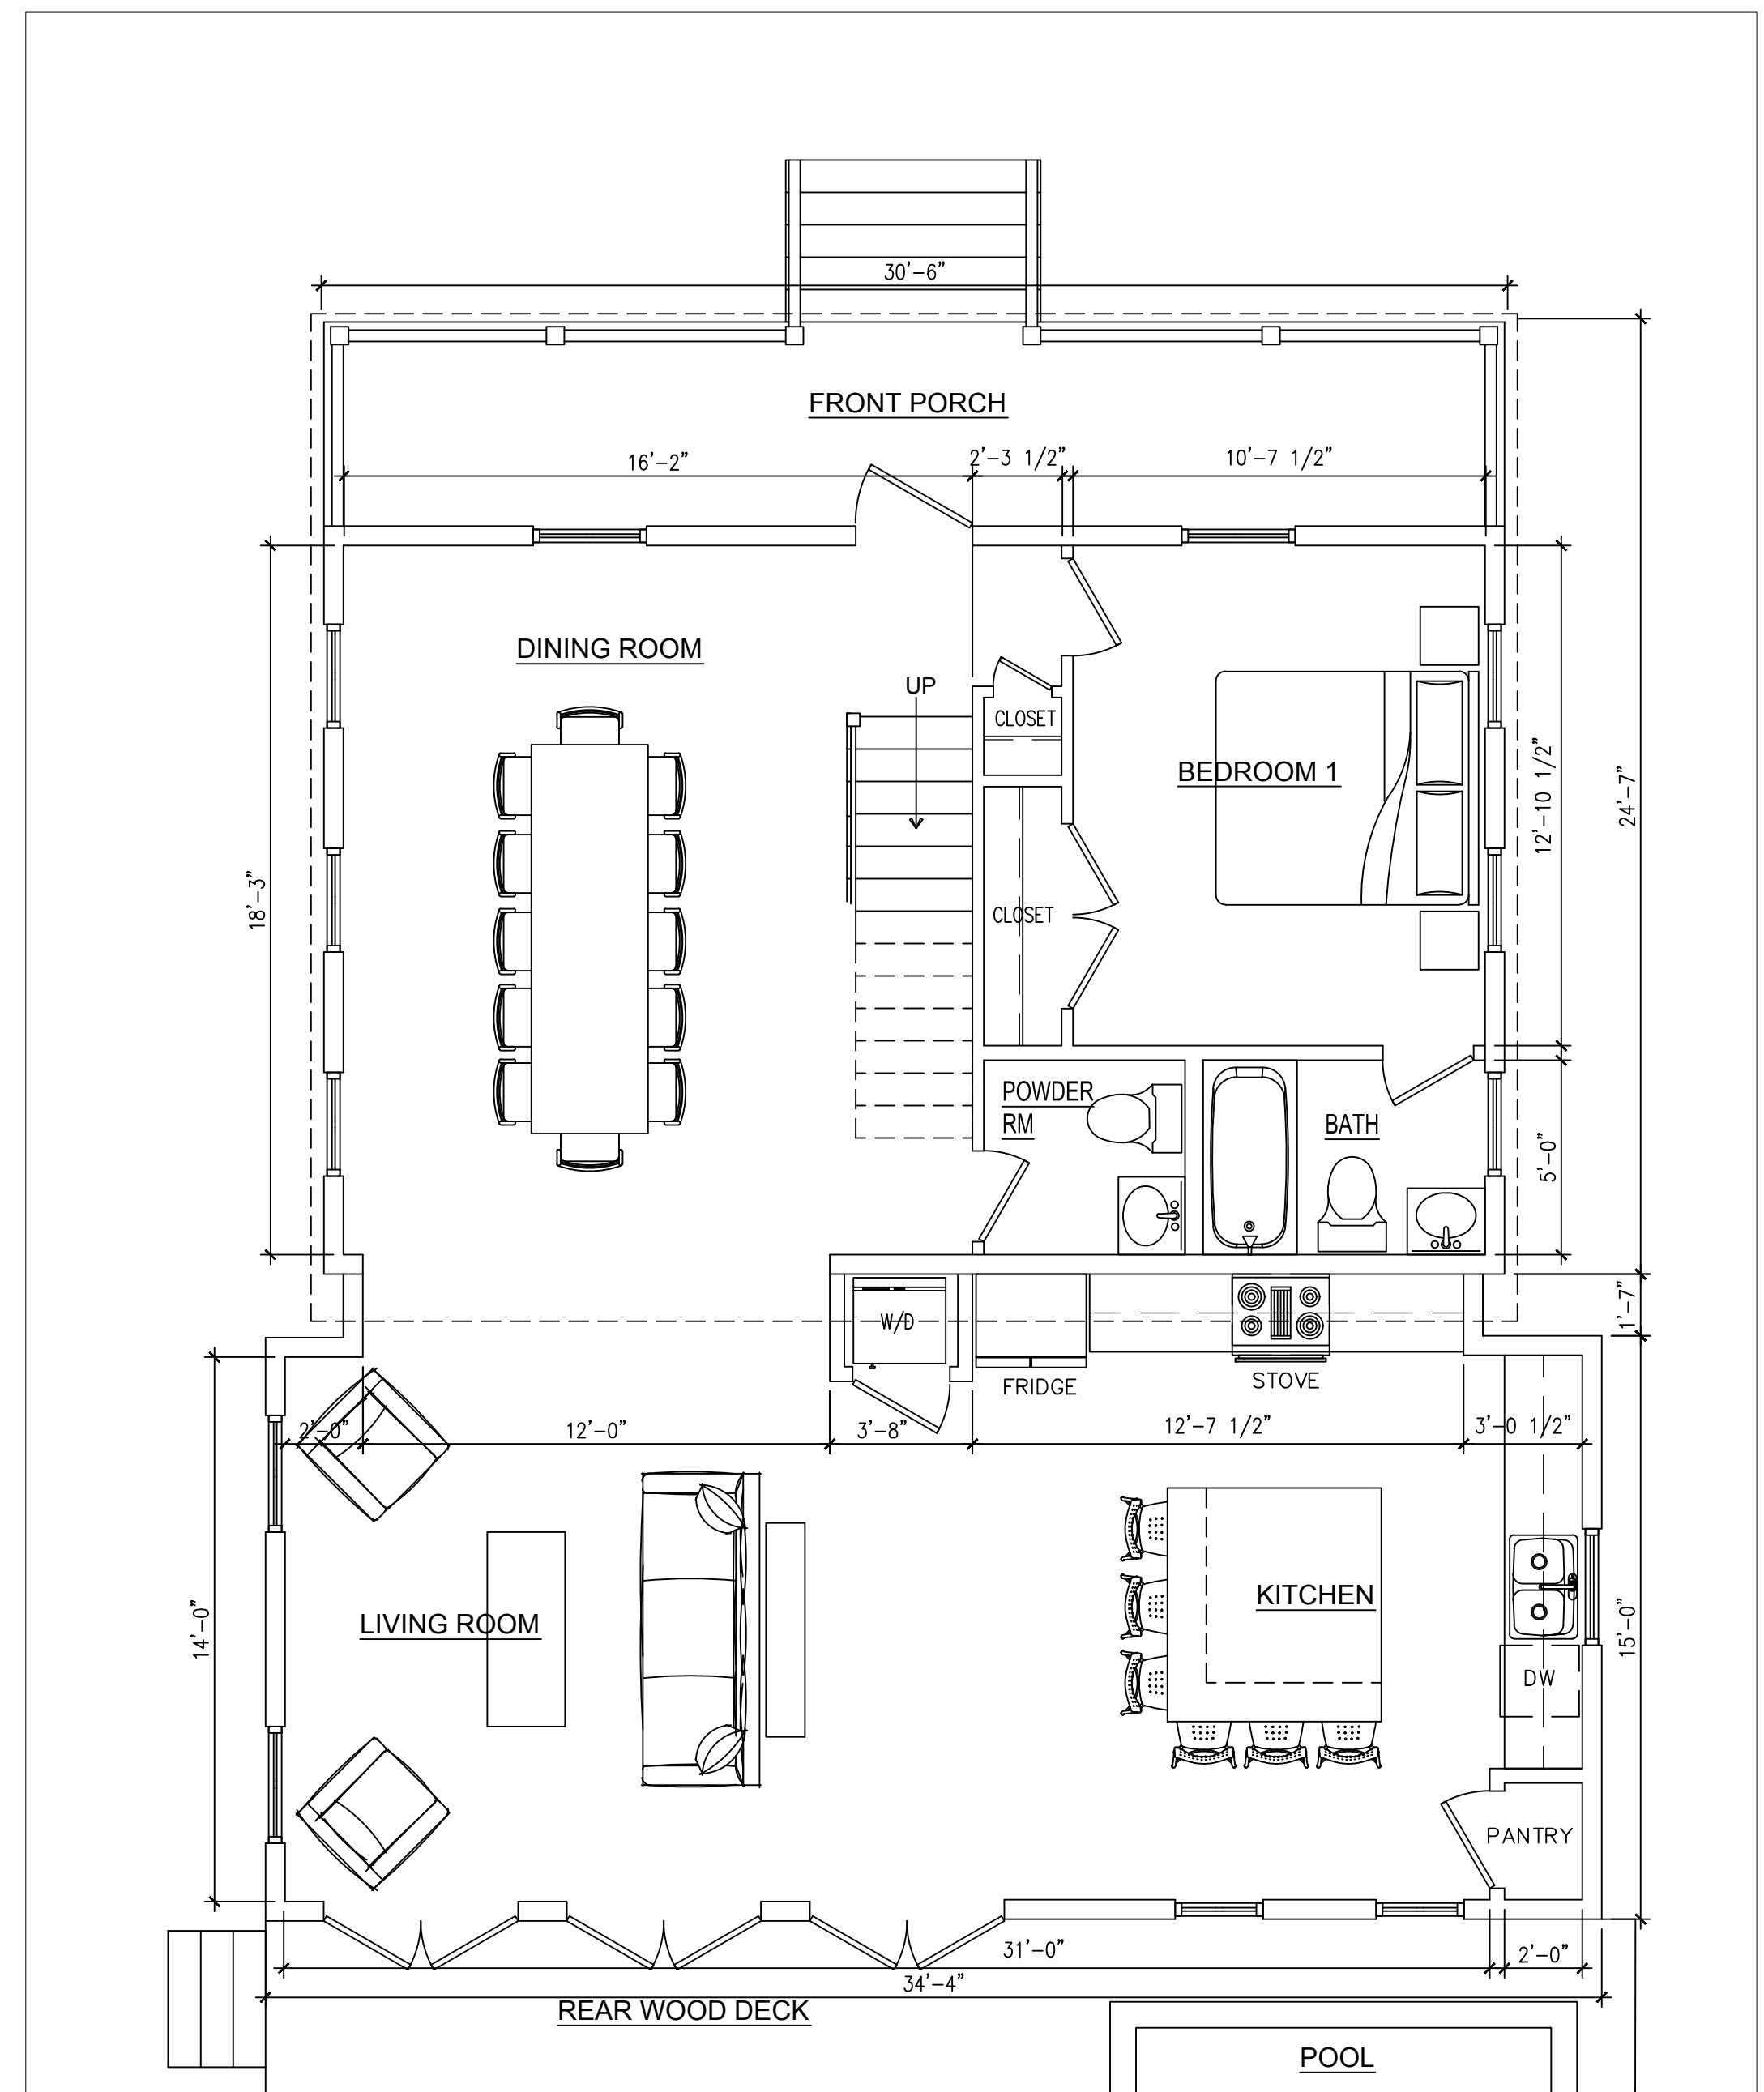 30'-6"
FRONT PORCH
16'-2"
2'-3 1/2"
10'-7 1/2"
DINING ROOM
UP
CLOSET
BEDROOM 1
12'-10 1/2"
24'-7"
18'-3"
CLOSET
POWDER
RM
BATH
5'-0"
W/D
1'-7"
FRIDGE
STOVE
2'-0"
12'-0"
3'-8"
12'-7 1/2"
3'-0 1/2"
LIVING ROOM
KITCHEN
14'-0"
15'-0"
DW
PANTRY
31'-0"
2'-0"
34'-4"
REAR WOOD DECK
POOL